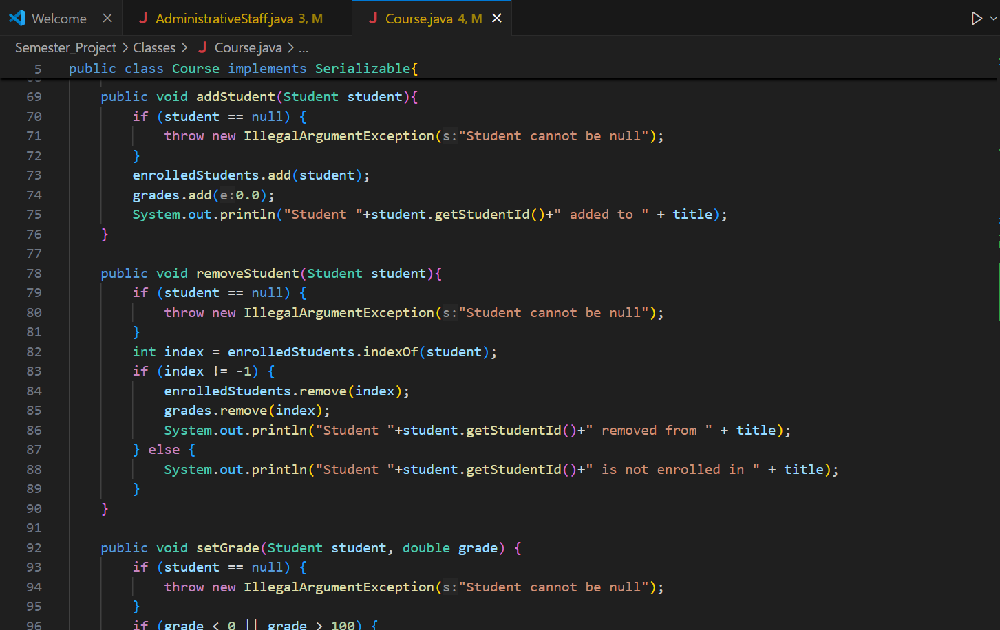 Welcome AdministrativeStaff.java 3, M Course.java 4, M
Semester_Project > Classes > Course.java > ...
5 public class Course implements Serializable{
69 public void addStudent(Student student){
70 if (student == null) {
71 throw new IllegalArgumentException(s:"Student cannot be null");
72 }
73 enrolledStudents.add(student);
74 grades.add(e:0.0);
75 System.out.println("Student "+student.getStudentId()+" added to " + title);
76 }
77
78 public void removeStudent(Student student){
79 if (student == null) {
80 throw new IllegalArgumentException(s:"Student cannot be null");
81 }
82 int index = enrolledStudents.indexOf(student);
83 if (index != -1) {
84 enrolledStudents.remove(index);
85 grades.remove(index);
86 System.out.println("Student "+student.getStudentId()+" removed from " + title);
87 } else {
88 System.out.println("Student "+student.getStudentId()+" is not enrolled in " + title);
89 }
90 }
91
92 public void setGrade(Student student, double grade) {
93 if (student == null) {
94 throw new IllegalArgumentException(s:"Student cannot be null");
95 }
96 if (grade < 0 || grade > 100) {